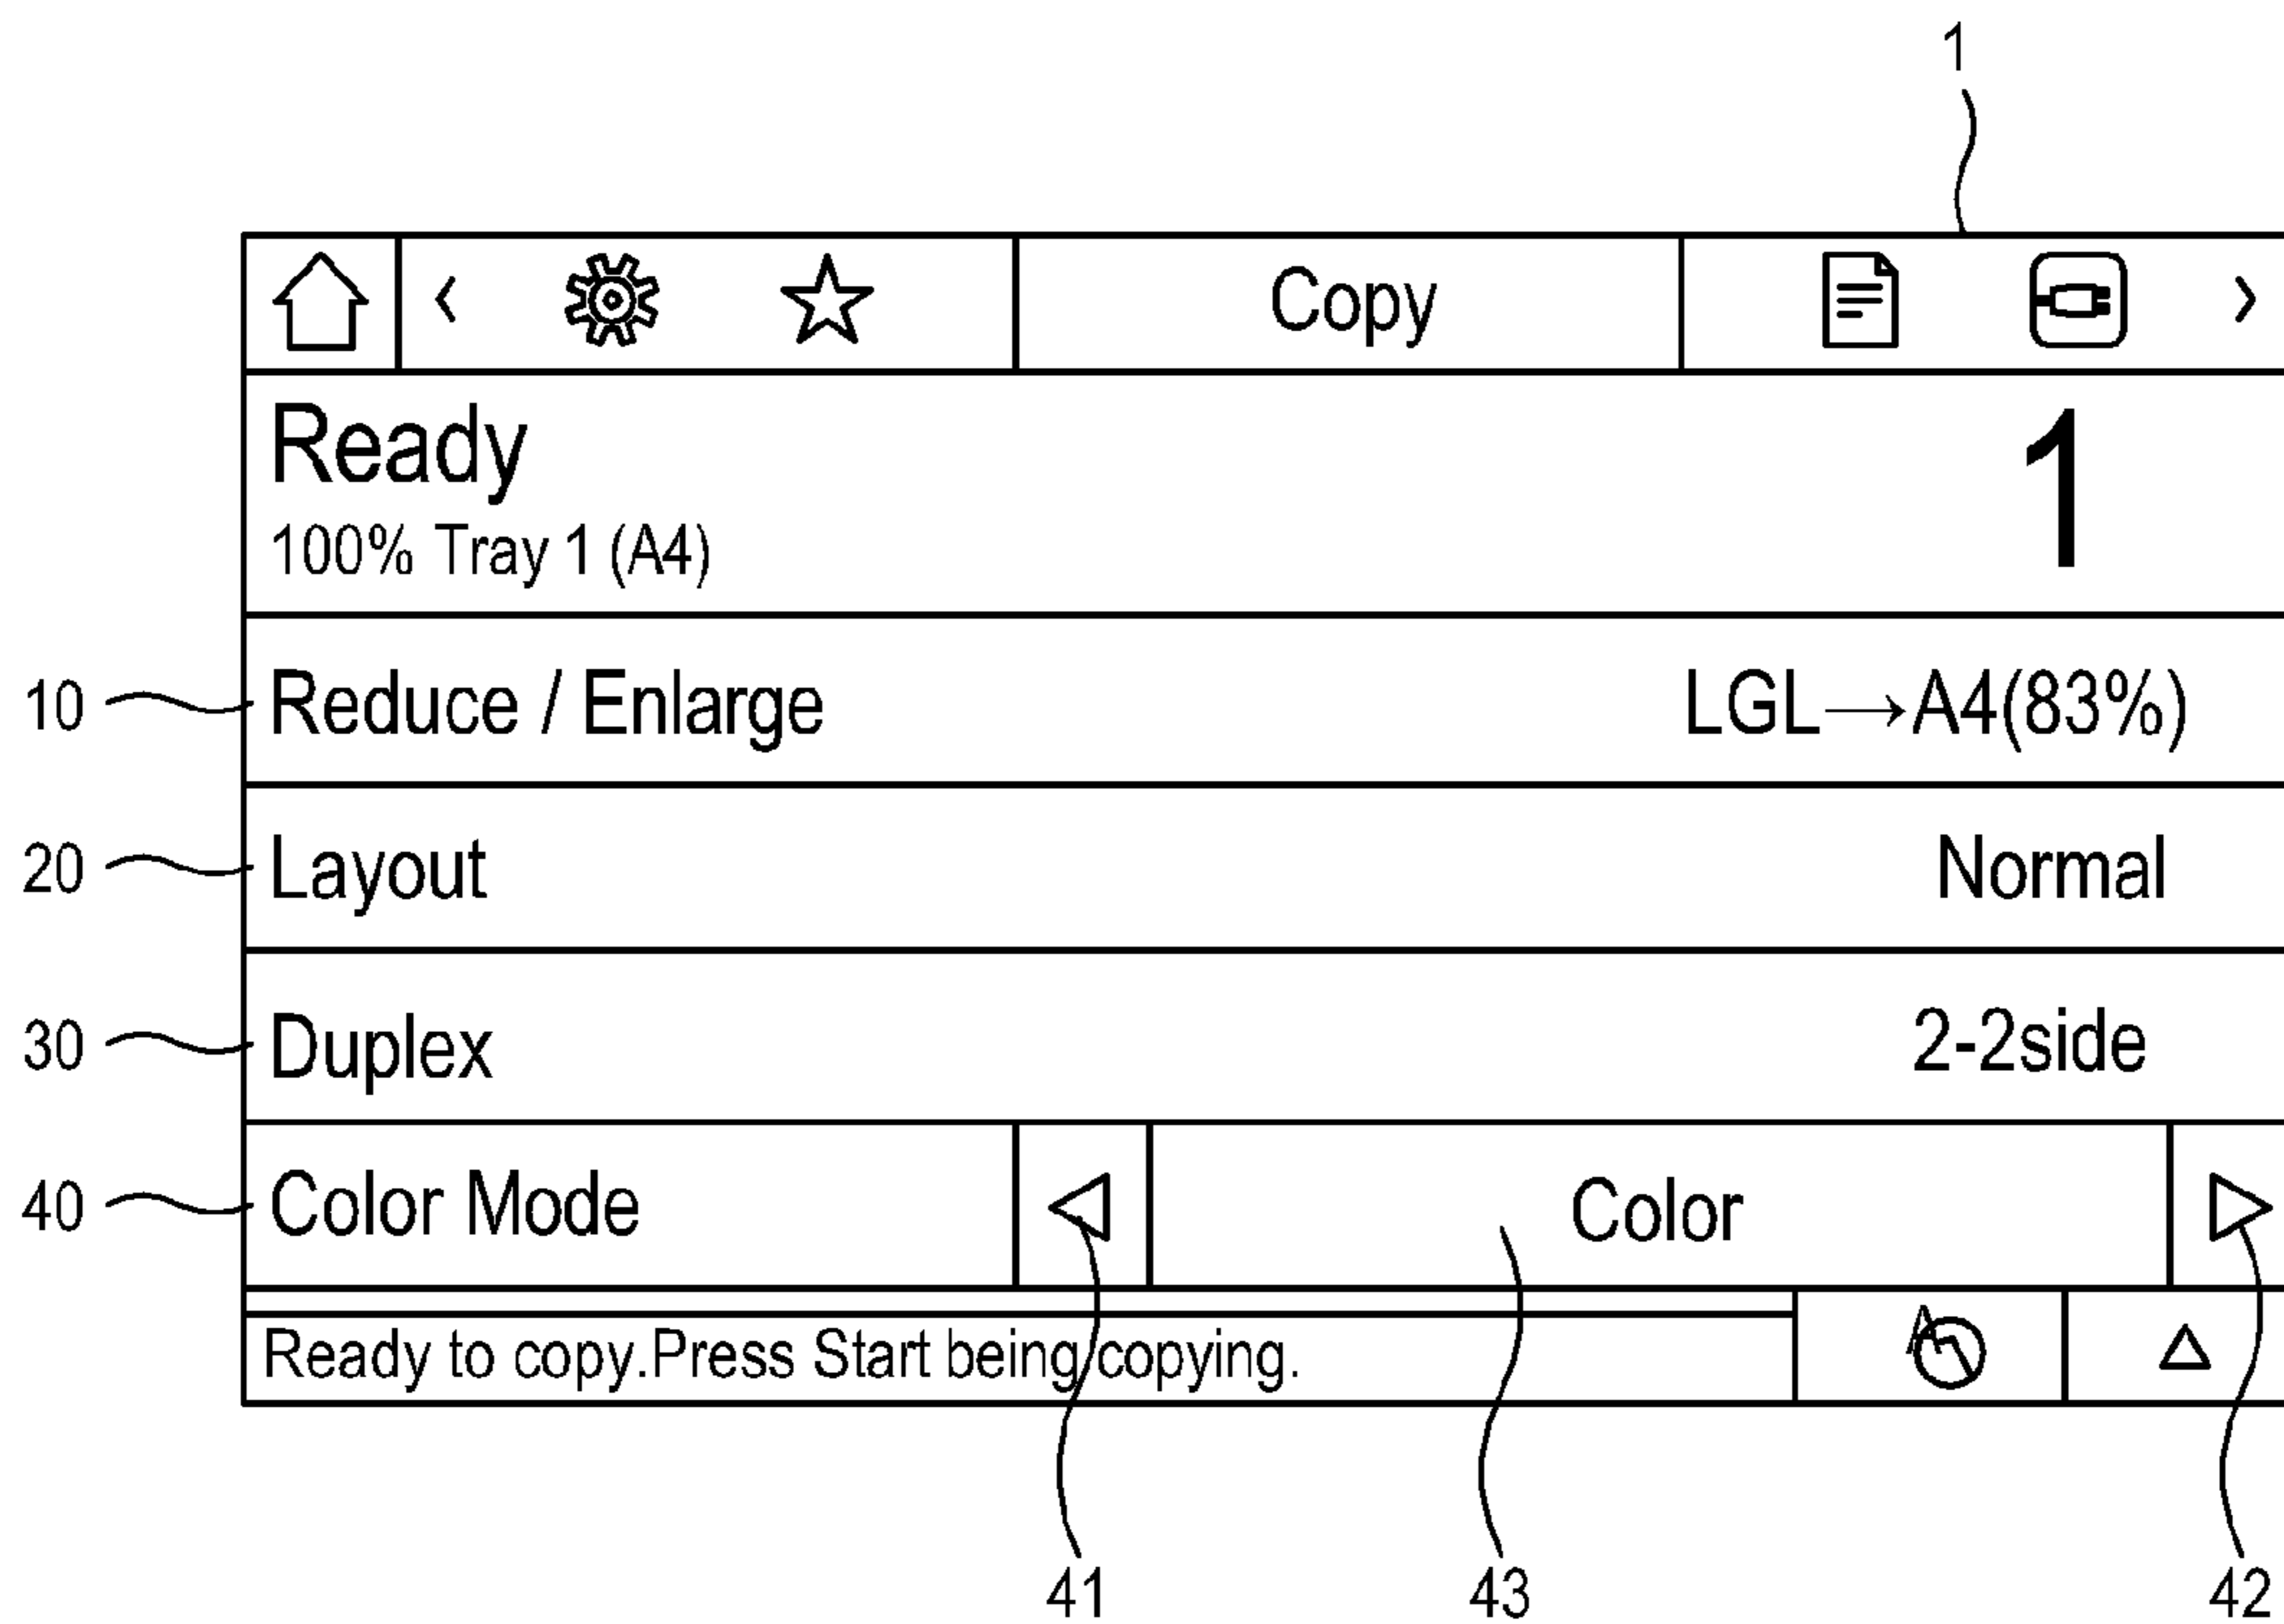 1
Copy
Ready
1
100% Tray 1 (A4)
10
Reduce / Enlarge
LGL→A4(83%)
20
Layout
Normal
30
Duplex
2-2side
40
Color Mode
Color
Ready to copy.Press Start being copying.
A
41
43
42